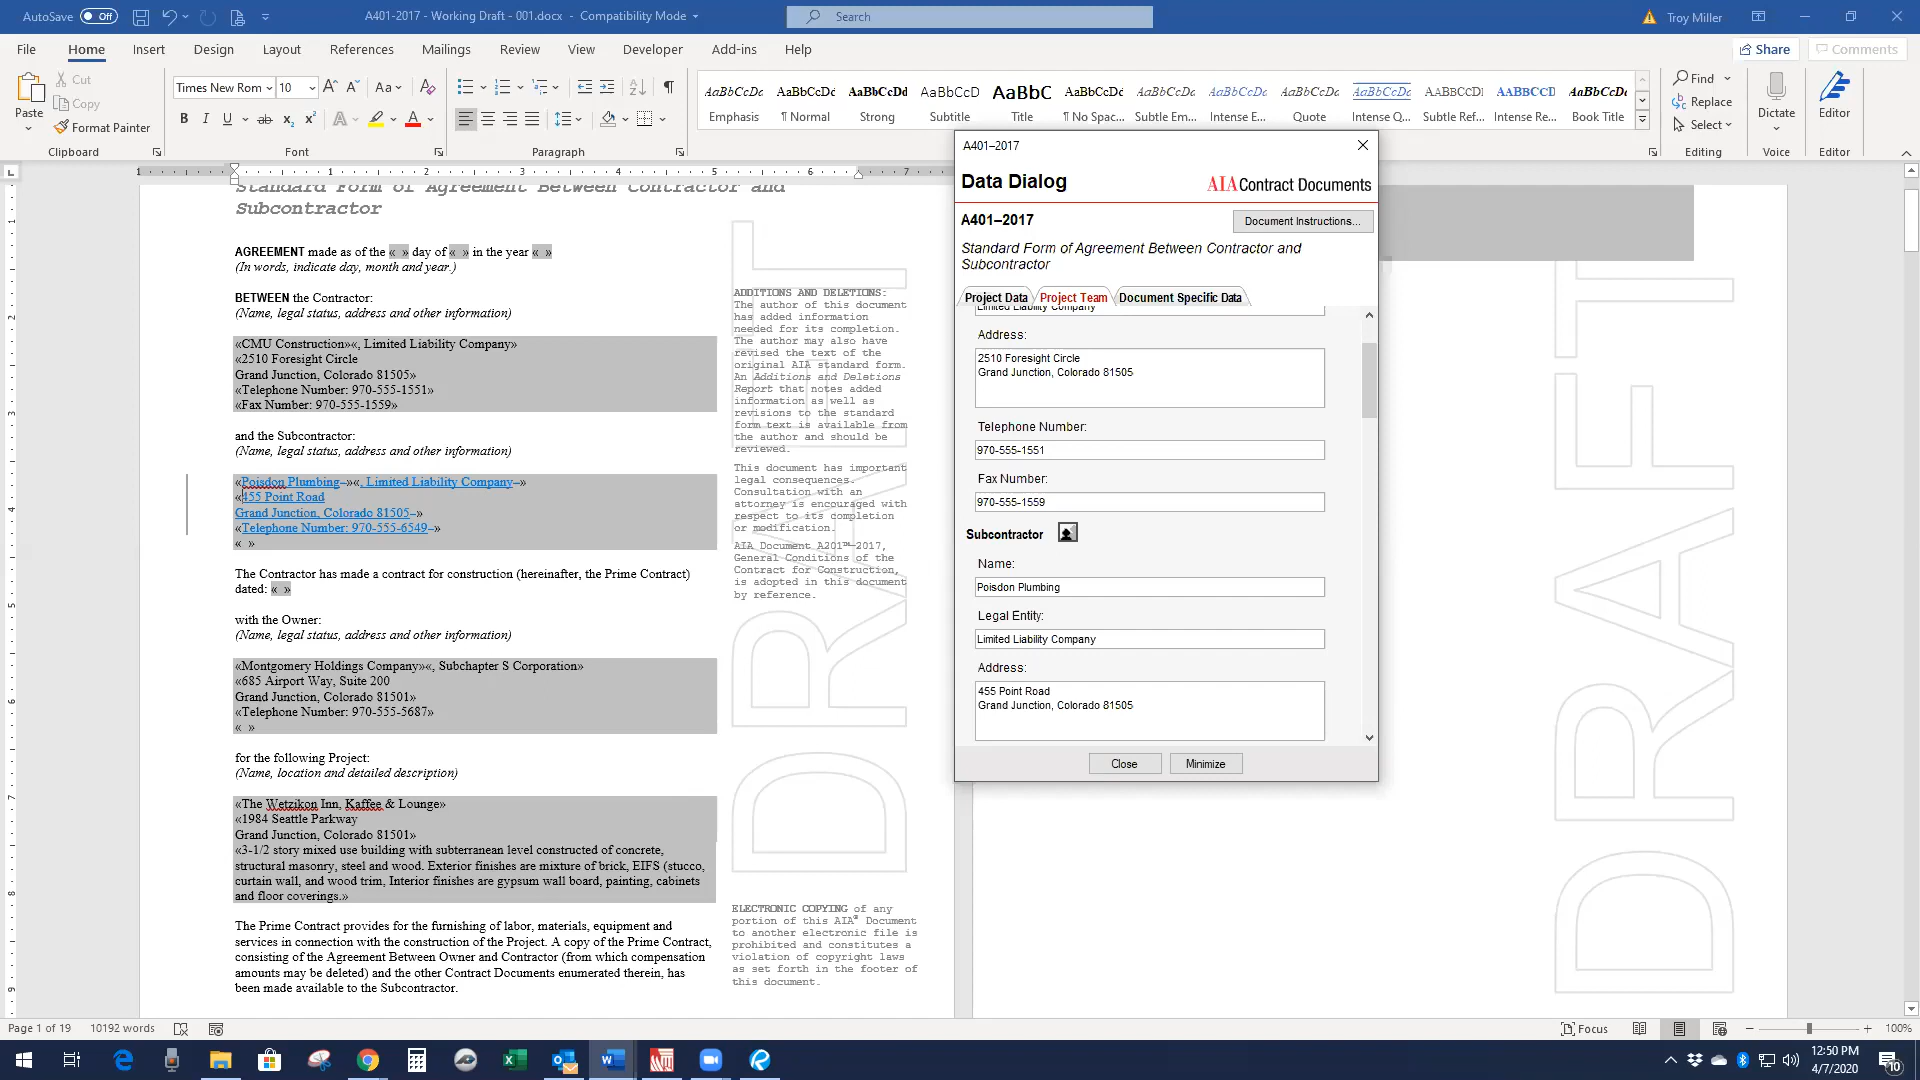 AutoSave Off
A401-2017 - Working Draft - 001.docx - Compatibility Mode
Search
Troy Miller
File Home Insert Design Layout References Mailings Review View Developer Add-ins Help
Share Comments
Paste
Cut
Copy
Format Painter
Clipboard
Times New Rom 10
Font
Paragraph
AaBbCcDc Emphasis
AaBbCcDc ¶ Normal
AaBbCcDd Strong
AaBbCcD Subtitle
AaBbC Title
AaBbCcDc ¶ No Spac...
AaBbCcDc Subtle Em...
AaBbCcDc Intense E...
AaBbCcDc Quote
AaBbCcDc Intense Q...
AABBCCDI Subtle Ref...
AABBCCD Intense Re...
AaBbCcDc Book Title
Find
Replace
Select
Editing
Dictate
Voice
Editor
Editor
Standard Form of Agreement Between Contractor and
Subcontractor
AGREEMENT made as of the « » day of « » in the year « »
(In words, indicate day, month and year.)
BETWEEN the Contractor:
(Name, legal status, address and other information)
«CMU Construction»«, Limited Liability Company»
«2510 Foresight Circle
Grand Junction, Colorado 81505»
«Telephone Number: 970-555-1551»
«Fax Number: 970-555-1559»
and the Subcontractor:
(Name, legal status, address and other information)
«Poisdon Plumbing »«, Limited Liability Company »
«455 Point Road
Grand Junction, Colorado 81505 »
«Telephone Number: 970-555-6549 »
« »
The Contractor has made a contract for construction (hereinafter, the Prime Contract)
dated: « »
with the Owner:
(Name, legal status, address and other information)
«Montgomery Holdings Company»«, Subchapter S Corporation»
«685 Airport Way, Suite 200
Grand Junction, Colorado 81501»
«Telephone Number: 970-555-5687»
« »
for the following Project:
(Name, location and detailed description)
«The Wetzikon Inn, Kaffee & Lounge»
«1984 Seattle Parkway
Grand Junction, Colorado 81501»
«3-1/2 story mixed use building with subterranean level constructed of concrete,
structural masonry, steel and wood. Exterior finishes are mixture of brick, EIFS (stucco,
curtain wall, and wood trim, Interior finishes are gypsum wall board, painting, cabinets
and floor coverings.»
The Prime Contract provides for the furnishing of labor, materials, equipment and
services in connection with the construction of the Project. A copy of the Prime Contract,
consisting of the Agreement Between Owner and Contractor (from which compensation
amounts may be deleted) and the other Contract Documents enumerated therein, has
been made available to the Subcontractor.
ADDITIONS AND DELETIONS:
The author of this document
has added information
needed for its completion.
The author may also have
revised the text of the
original AIA standard form.
An Additions and Deletions
Report that notes added
information as well as
revisions to the standard
form text is available from
the author and should be
reviewed.
This document has important
legal consequences.
Consultation with an
attorney is encouraged with
respect to its completion
or modification.
AIA Document A201™–2017,
General Conditions of the
Contract for Construction,
is adopted in this document
by reference.
ELECTRONIC COPYING of any
portion of this AIA® Document
to another electronic file is
prohibited and constitutes a
violation of copyright laws
as set forth in the footer of
this document.
DRAFT
DRAFT
A401–2017
Data Dialog
AIA Contract Documents
A401–2017
Document Instructions...
Standard Form of Agreement Between Contractor and
Subcontractor
Project Data Project Team Document Specific Data
Limited Liability Company
Address:
2510 Foresight Circle
Grand Junction, Colorado 81505
Telephone Number:
970-555-1551
Fax Number:
970-555-1559
Subcontractor
Name:
Poisdon Plumbing
Legal Entity:
Limited Liability Company
Address:
455 Point Road
Grand Junction, Colorado 81505
Close Minimize
Page 1 of 19 10192 words
Focus
100%
12:50 PM
4/7/2020
10